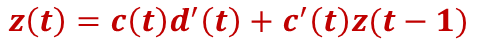 z(t) = c(t)d′(t) + c′(t)z(t − 1)